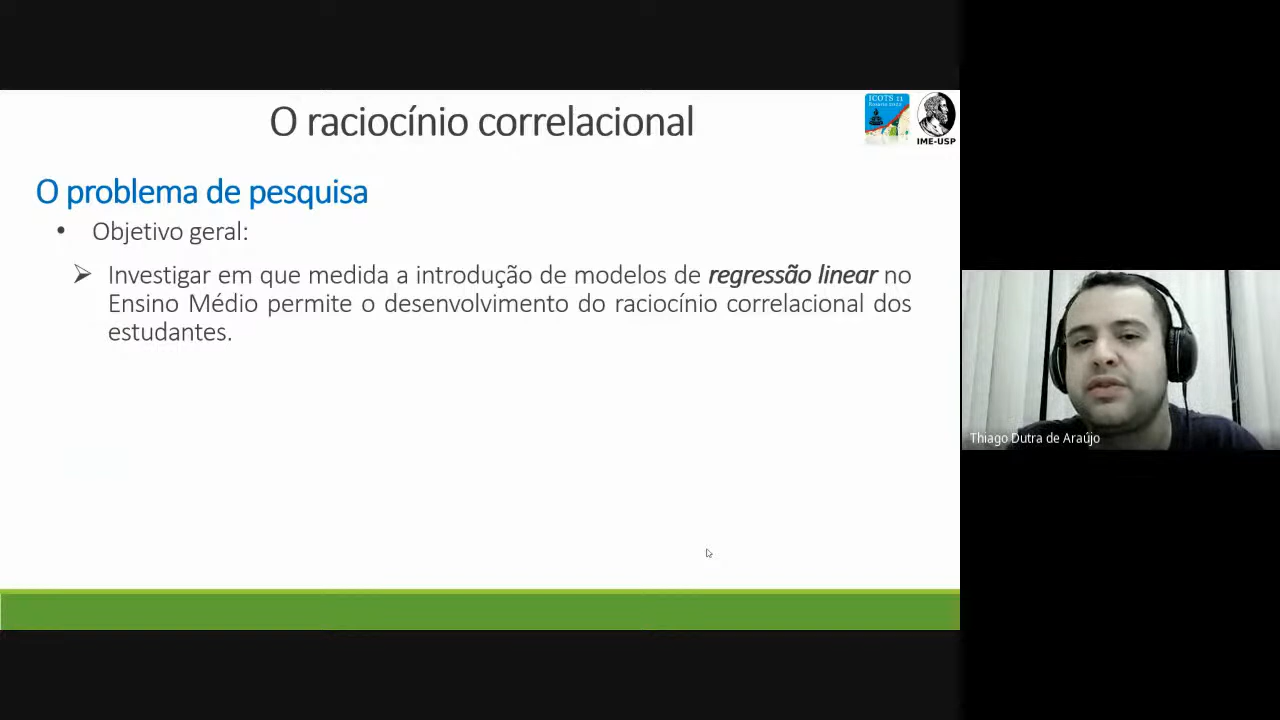 O raciocínio correlacional
ICOTS 11
IME-USP
O problema de pesquisa
• Objetivo geral:
➢ Investigar em que medida a introdução de modelos de regressão linear no
Ensino Médio permite o desenvolvimento do raciocínio correlacional dos
estudantes.
Thiago Dutra de Araújo